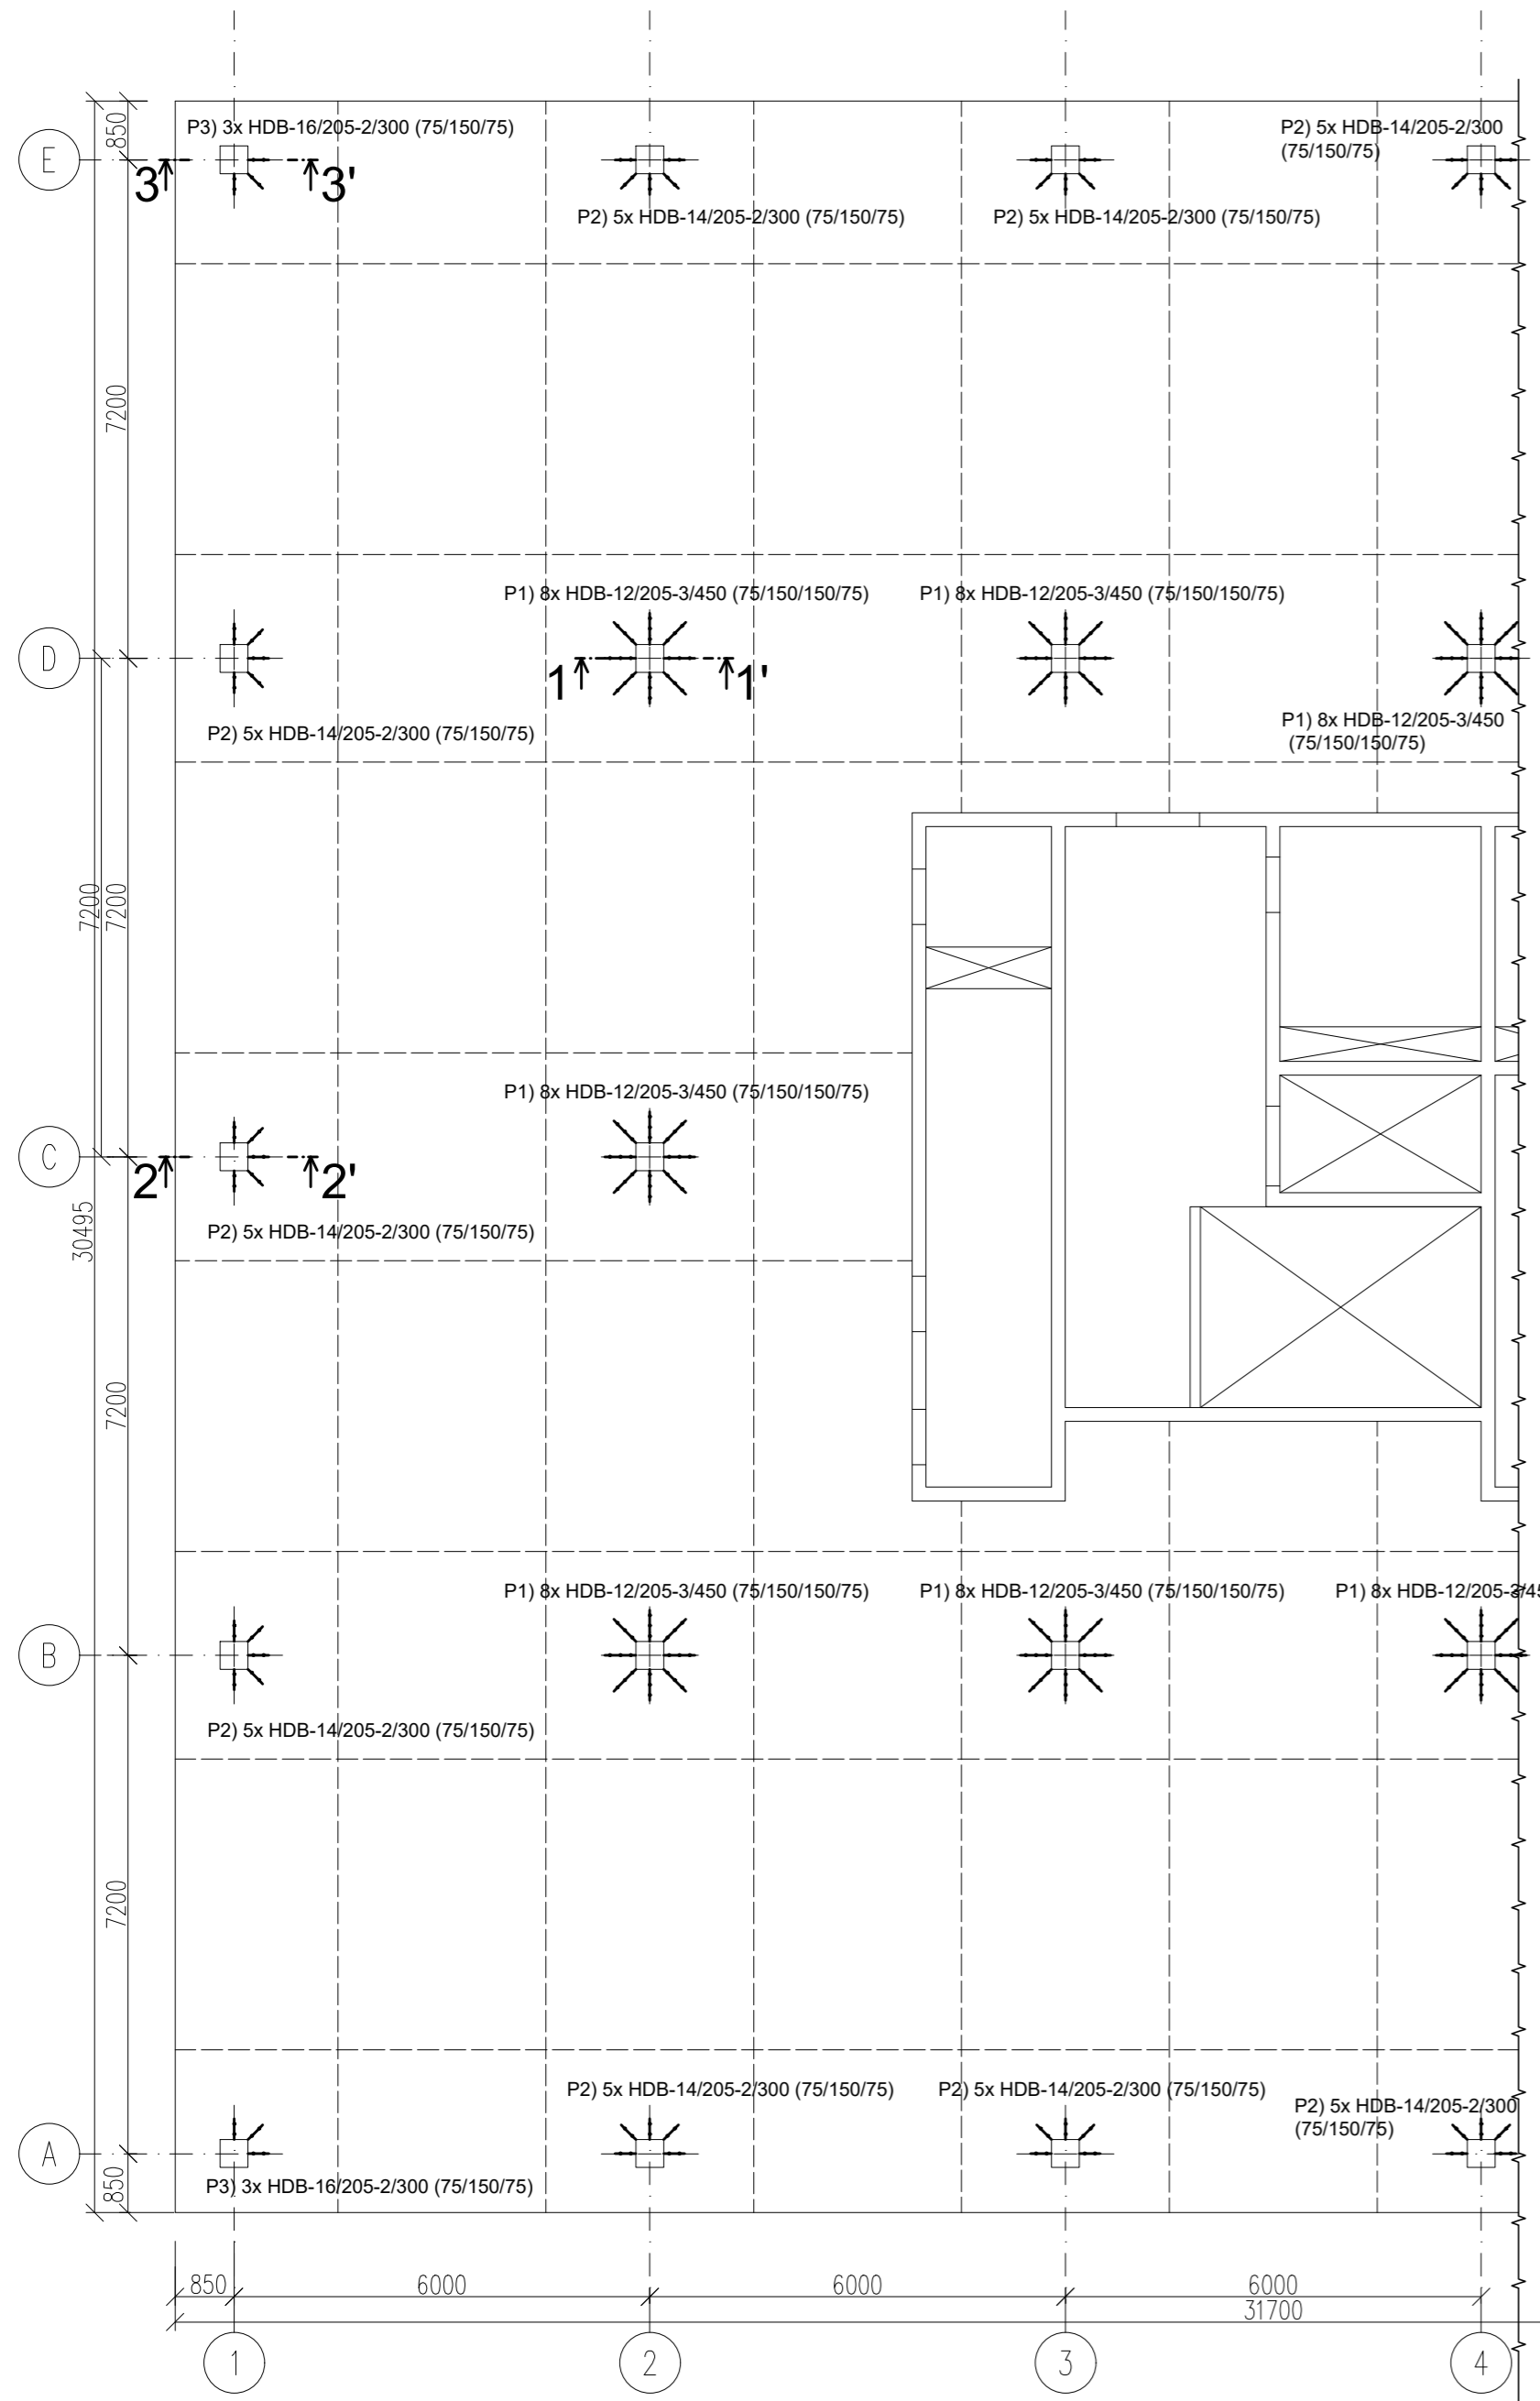 850
P3) 3x HDB-16/205-2/300 (75/150/75)
P2) 5x HDB-14/205-2/300
(75/150/75)
E
3
3'
P2) 5x HDB-14/205-2/300 (75/150/75)
P2) 5x HDB-14/205-2/300 (75/150/75)
7200
P1) 8x HDB-12/205-3/450 (75/150/150/75)
P1) 8x HDB-12/205-3/450 (75/150/150/75)
D
1
1'
P1) 8x HDB-12/205-3/450
(75/150/150/75)
P2) 5x HDB-14/205-2/300 (75/150/75)
7200
7200
P1) 8x HDB-12/205-3/450 (75/150/150/75)
C
2
2'
P2) 5x HDB-14/205-2/300 (75/150/75)
30495
7200
P1) 8x HDB-12/205-3/450 (75/150/150/75)
P1) 8x HDB-12/205-3/450 (75/150/150/75)
P1) 8x HDB-12/205-3/45
B
P2) 5x HDB-14/205-2/300 (75/150/75)
7200
P2) 5x HDB-14/205-2/300 (75/150/75)
P2) 5x HDB-14/205-2/300 (75/150/75)
P2) 5x HDB-14/205-2/300
(75/150/75)
A
P3) 3x HDB-16/205-2/300 (75/150/75)
850
850
6000
6000
6000
31700
1
2
3
4